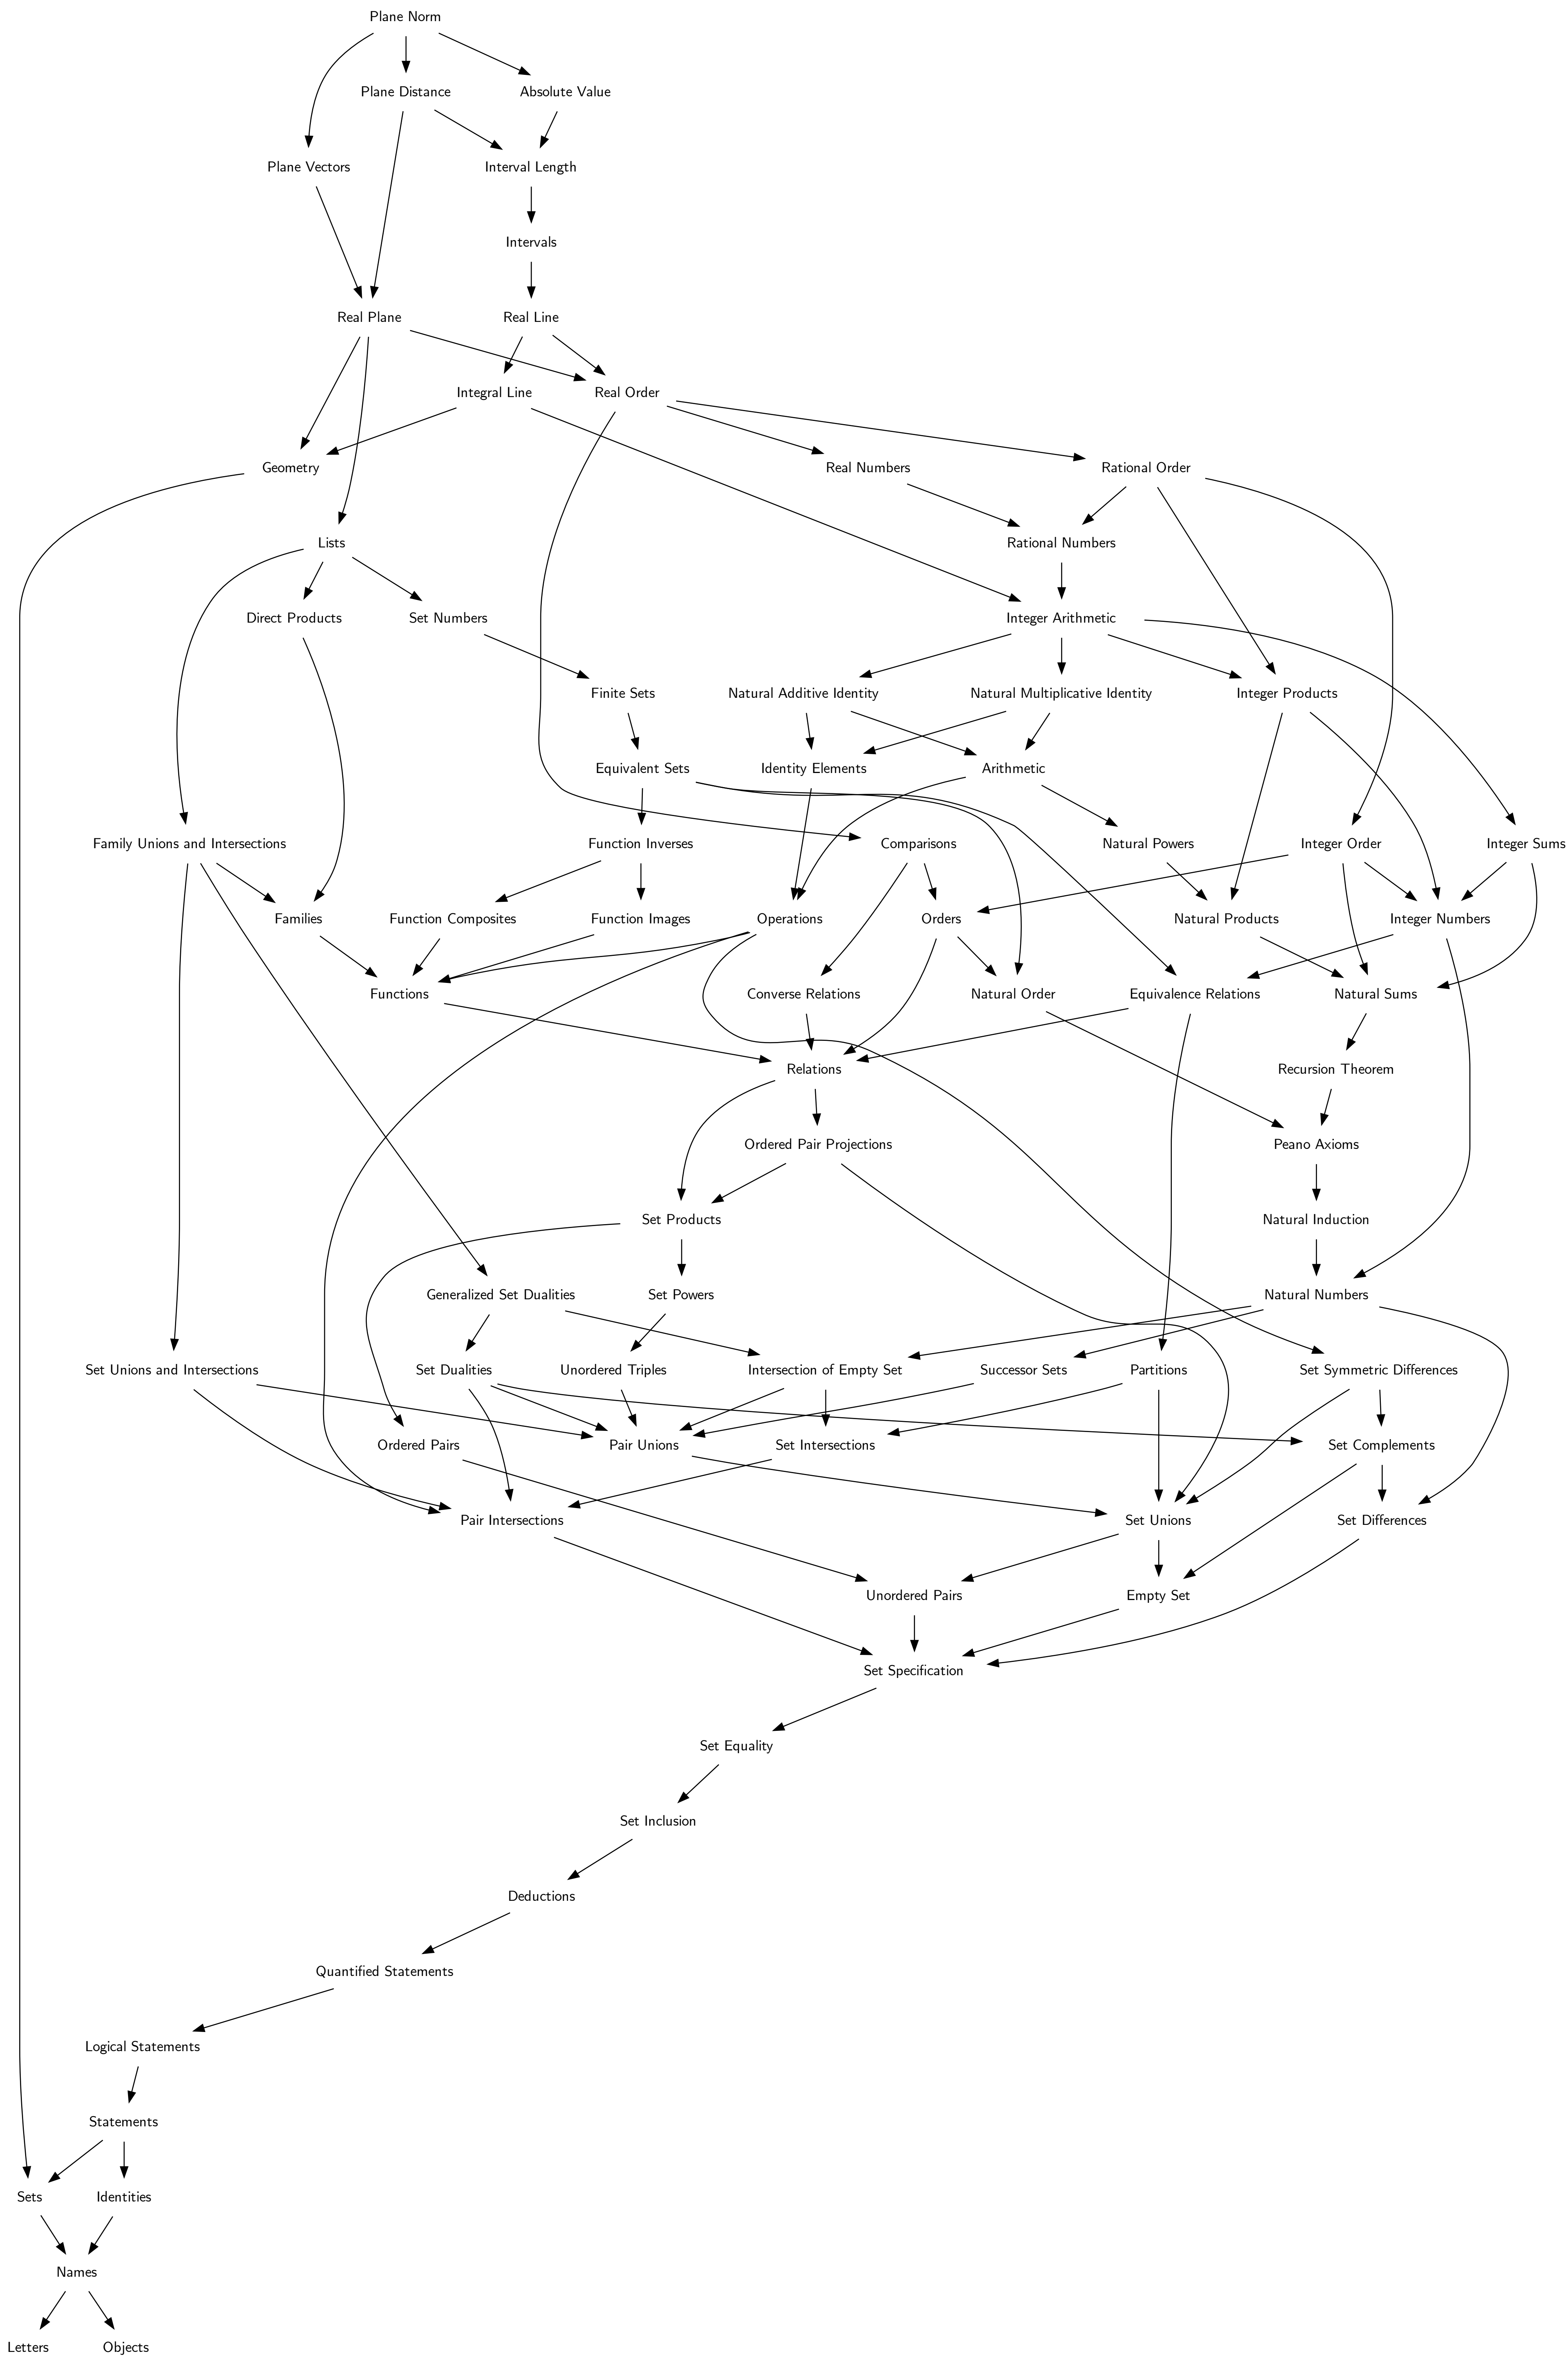 Plane Norm
Plane Distance
Absolute Value
Plane Vectors
Interval Length
Intervals
Real Plane
Real Line
Integral Line
Real Order
Geometry
Real Numbers
Rational Order
Lists
Rational Numbers
Direct Products
Set Numbers
Integer Arithmetic
Finite Sets
Natural Additive Identity
Natural Multiplicative Identity
Integer Products
Equivalent Sets
Identity Elements
Arithmetic
Family Unions and Intersections
Function Inverses
Comparisons
Natural Powers
Integer Order
Integer Sums
Families
Function Composites
Function Images
Operations
Orders
Natural Products
Integer Numbers
Functions
Converse Relations
Natural Order
Equivalence Relations
Natural Sums
Relations
Recursion Theorem
Ordered Pair Projections
Peano Axioms
Set Products
Natural Induction
Generalized Set Dualities
Set Powers
Natural Numbers
Set Unions and Intersections
Set Dualities
Unordered Triples
Intersection of Empty Set
Successor Sets
Partitions
Set Symmetric Differences
Ordered Pairs
Pair Unions
Set Intersections
Set Complements
Pair Intersections
Set Unions
Set Differences
Unordered Pairs
Empty Set
Set Specification
Set Equality
Set Inclusion
Deductions
Quantified Statements
Logical Statements
Statements
Sets
Identities
Names
Letters
Objects